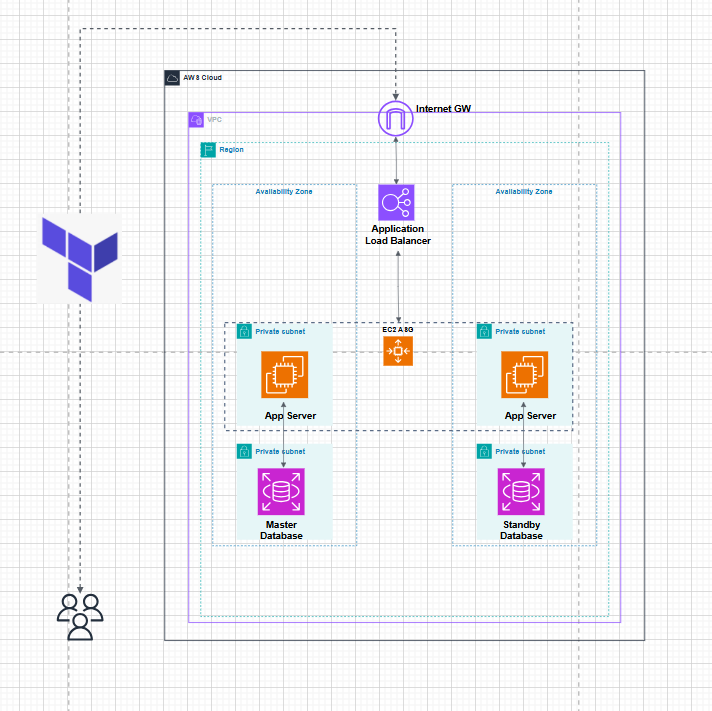 AWS Cloud
Internet GW
VPC
Region
Availability Zone
Availability Zone
Application
Load Balancer
EC2 ASG
Private subnet
Private subnet
App Server
App Server
Private subnet
Private subnet
Master
Database
Standby
Database